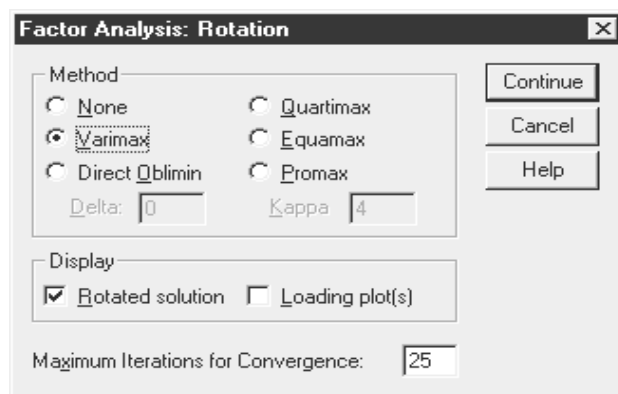 Factor Analysis: Rotation
Method
None
Quartimax
Varimax
Equamax
Direct Oblimin
Promax
Delta: 0
Kappa 4
Continue
Cancel
Help
Display
Rotated solution
Loading plot(s)
Maximum Iterations for Convergence: 25